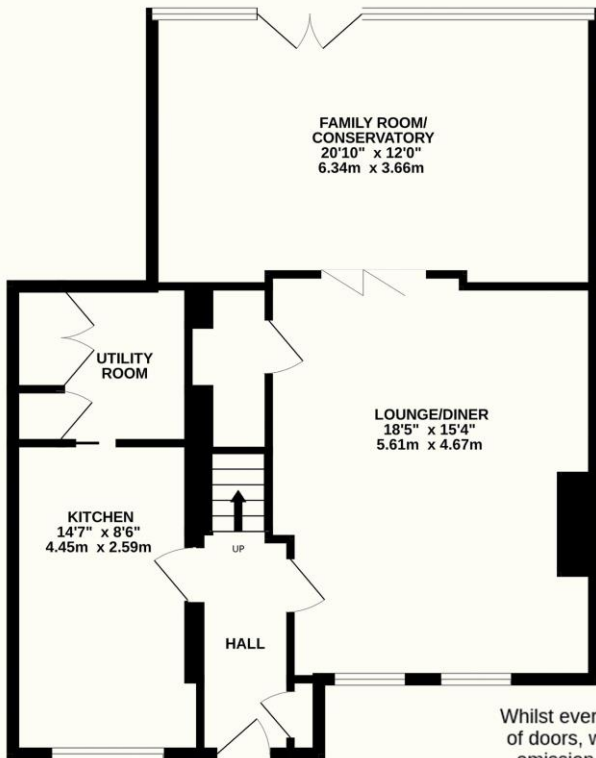 FAMILY ROOM/
CONSERVATORY
20'10" x 12'0"
6.34m x 3.66m
UTILITY
ROOM
LOUNGE/DINER
18'5" x 15'4"
5.61m x 4.67m
KITCHEN
14'7" x 8'6"
4.45m x 2.59m
UP
HALL
Whilst ever
of doors, w
omission